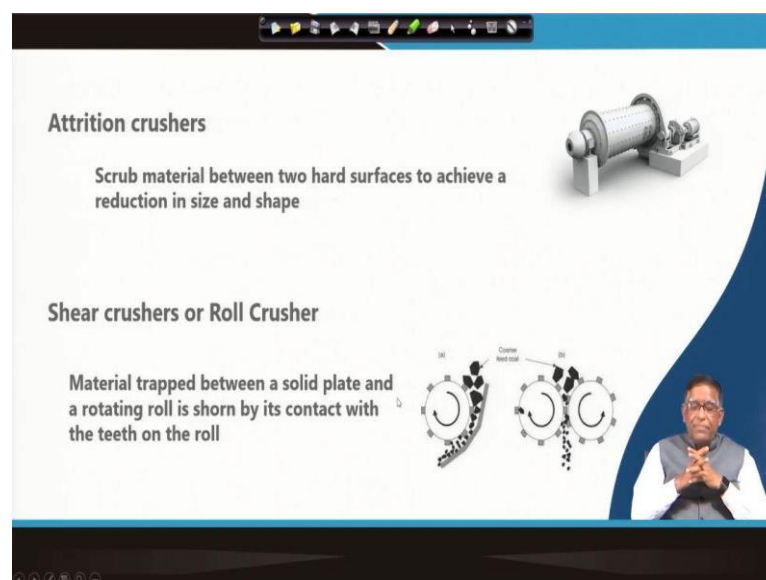 Attrition crushers
Scrub material between two hard surfaces to achieve a
reduction in size and shape
Shear crushers or Roll Crusher
(a)
Coarse
feed coal
(b)
Material trapped between a solid plate and
a rotating roll is shorn by its contact with
the teeth on the roll